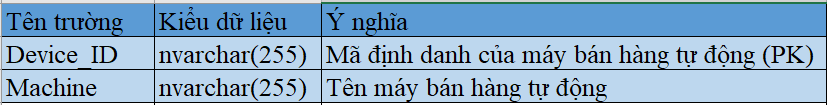 Tên trường Kiểu dữ liệu Ý nghĩa
Device_ID nvarchar(255) Mã định danh của máy bán hàng tự động (PK)
Machine nvarchar(255) Tên máy bán hàng tự động